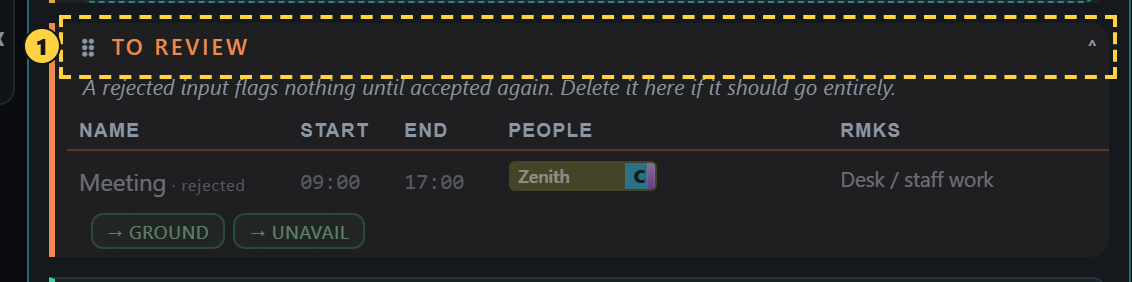 1
TO REVIEW
^
A rejected input flags nothing until accepted again. Delete it here if it should go entirely.
NAME START END PEOPLE RMKS
Meeting · rejected 09:00 17:00 Zenith C Desk / staff work
→ GROUND → UNAVAIL